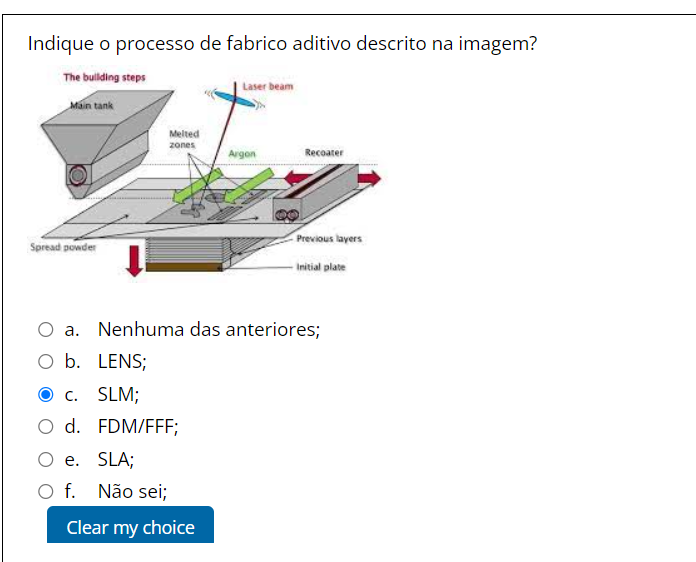 Indique o processo de fabrico aditivo descrito na imagem?
The building steps
Laser beam
Main tank
Melted
zones
Argon
Recoater
Previous layers
Spread powder
Initial plate
a. Nenhuma das anteriores;
b. LENS;
c. SLM;
d. FDM/FFF;
e. SLA;
f. Não sei;
Clear my choice